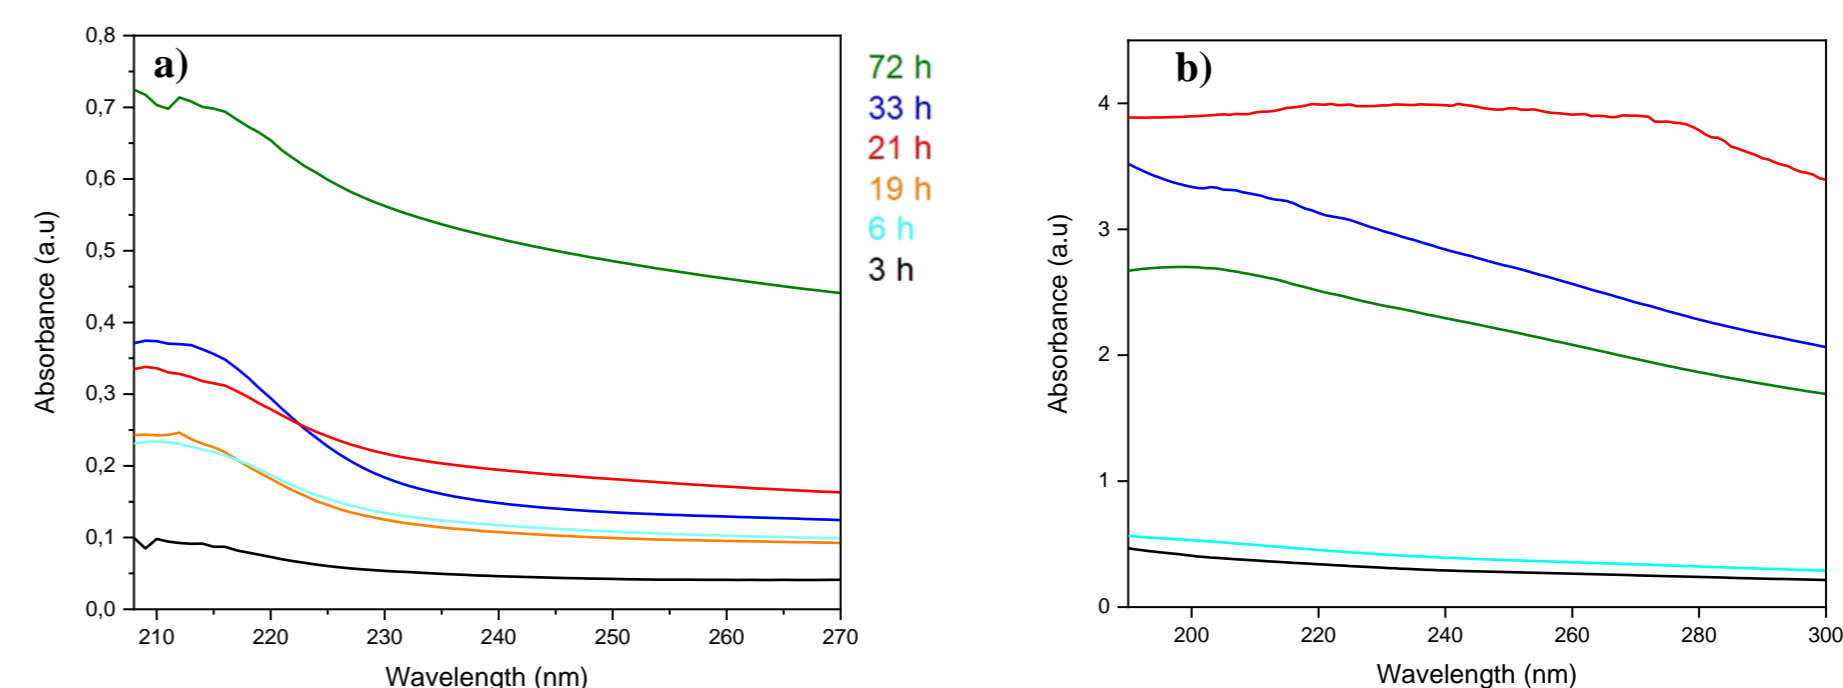 a)
0,8
0,7
0,6
0,5
0,4
0,3
0,2
0,1
0,0
Absorbance (a.u)
210 220 230 240 250 260 270
Wavelength (nm)
72 h
33 h
21 h
19 h
6 h
3 h
b)
4
3
2
1
0
Absorbance (a.u)
200 220 240 260 280 300
Wavelength (nm)